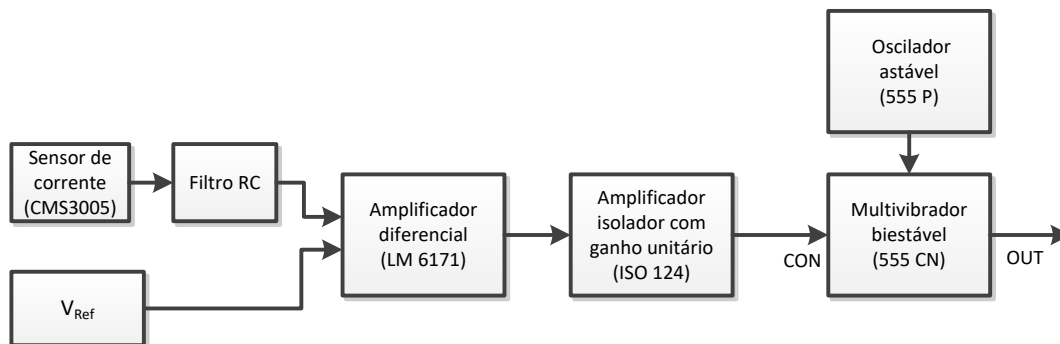 Oscilador
astável
(555 P)
Sensor de
corrente
(CMS3005)
Filtro RC
Amplificador
diferencial
(LM 6171)
Amplificador
isolador com
ganho unitário
(ISO 124)
CON
Multivibrador
biestável
(555 CN)
OUT
VRef